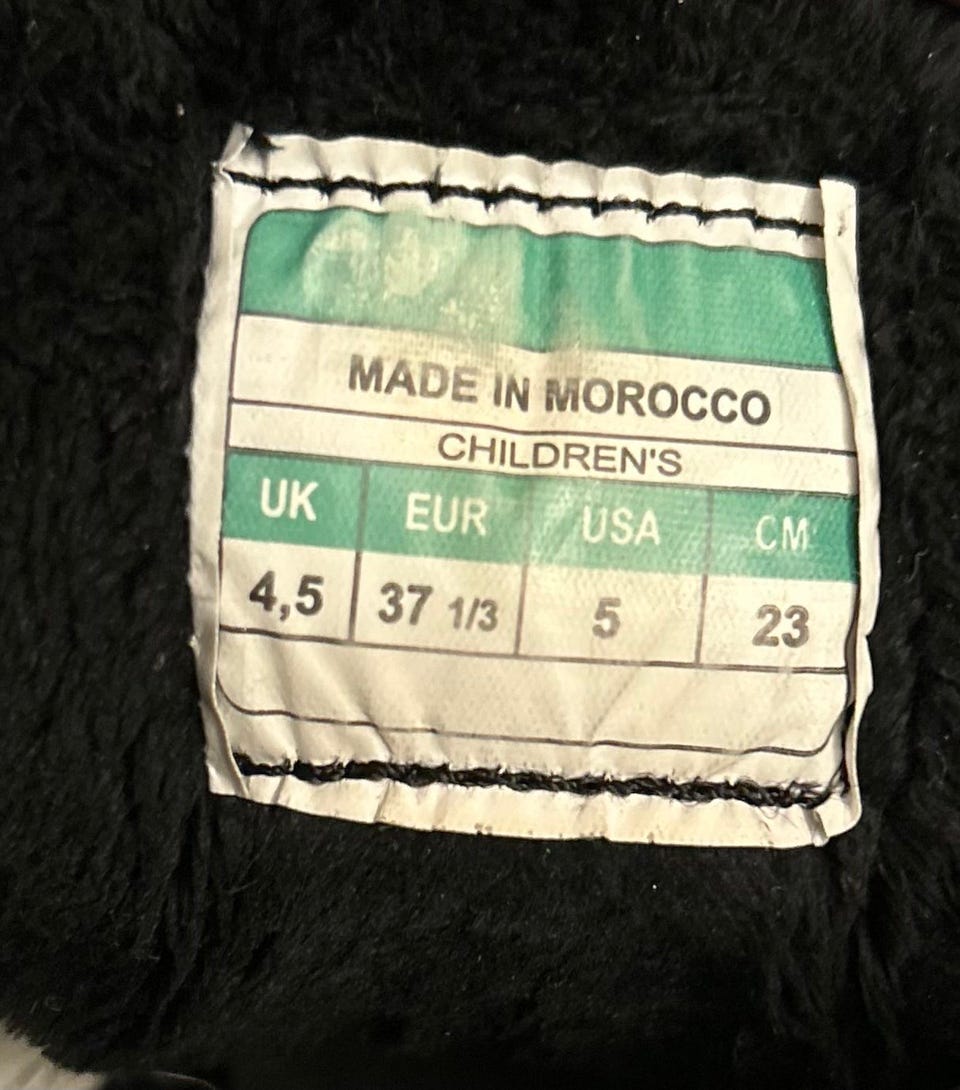 MADE IN MOROCCO
CHILDREN'S
UK EUR USA CM
4,5 37 1/3 5 23